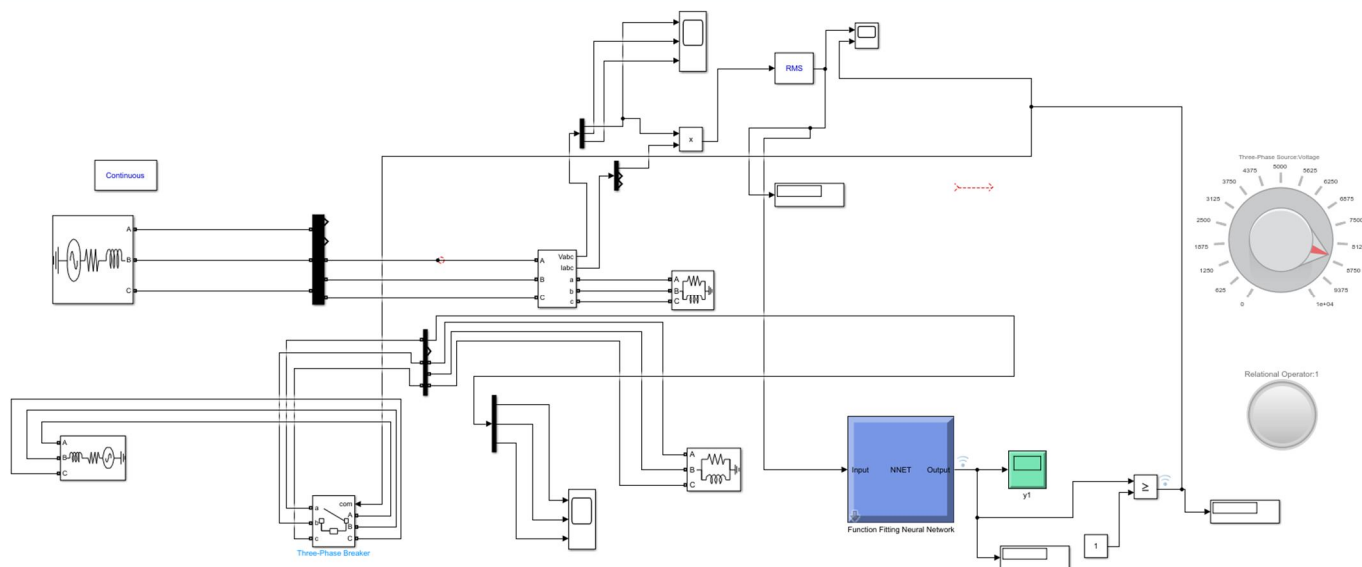 RMS
x
Continuous
Three-Phase Source:Voltage
5000
4375
5625
3750
6250
3125
6875
2500
7500
1875
812
1250
8750
625
9375
0
1e+04
A
B
C
Vabc
Iabc
A
a
A
B
b
B
C
c
C
Relational Operator:1
A
B
C
A
B
C
Input
NNET
Output
y1
Function Fitting Neural Network
≥
1
com
a
A
b
B
c
C
Three-Phase Breaker